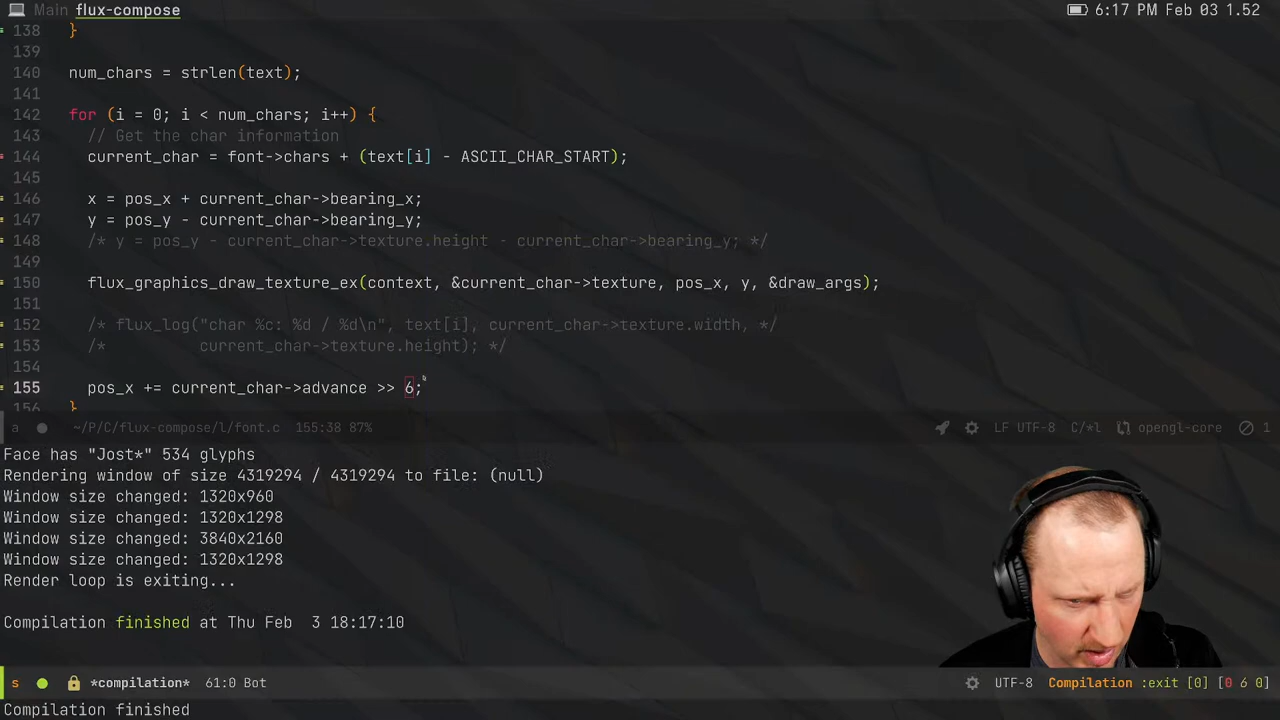 Main flux-compose 6:17 PM Feb 03 1.52
138 }
139
140 num_chars = strlen(text);
141
142 for (i = 0; i < num_chars; i++) {
143 // Get the char information
144 current_char = font->chars + (text[i] - ASCII_CHAR_START);
145
146 x = pos_x + current_char->bearing_x;
147 y = pos_y - current_char->bearing_y;
148 /* y = pos_y - current_char->texture.height - current_char->bearing_y; */
149
150 flux_graphics_draw_texture_ex(context, &current_char->texture, pos_x, y, &draw_args);
151
152 /* flux_log("char %c: %d / %d\n", text[i], current_char->texture.width, */
153 /* current_char->texture.height); */
154
155 pos_x += current_char->advance >> 6;
156 }
a ~/P/C/flux-compose/l/font.c 155:38 87% LF UTF-8 C/*l opengl-core 1
Face has "Jost*" 534 glyphs
Rendering window of size 4319294 / 4319294 to file: (null)
Window size changed: 1320x960
Window size changed: 1320x1298
Window size changed: 3840x2160
Window size changed: 1320x1298
Render loop is exiting...
Compilation finished at Thu Feb  3 18:17:10
s *compilation* 61:0 Bot UTF-8 Compilation :exit [0] [0 6 0]
Compilation finished